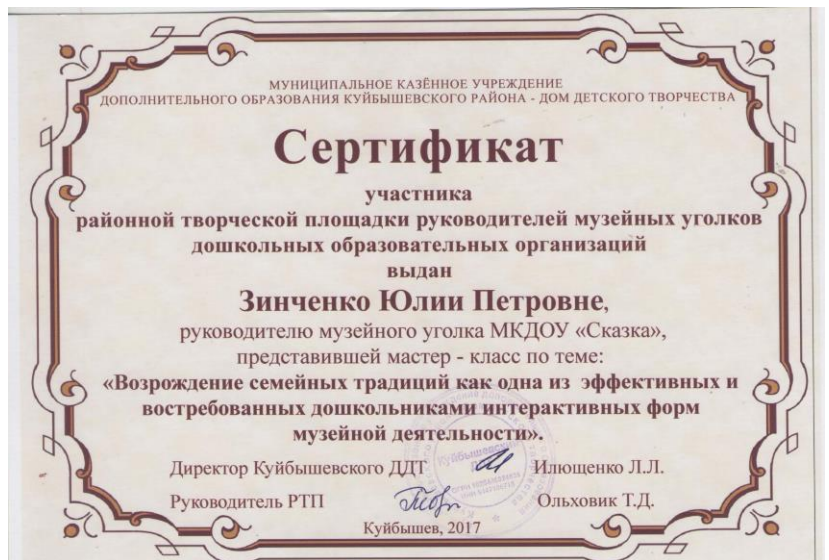 МУНИЦИПАЛЬНОЕ КАЗЁННОЕ УЧРЕЖДЕНИЕ
ДОПОЛНИТЕЛЬНОГО ОБРАЗОВАНИЯ КУЙБЫШЕВСКОГО РАЙОНА - ДОМ ДЕТСКОГО ТВОРЧЕСТВА
Сертификат
участника
районной творческой площадки руководителей музейных уголков
дошкольных образовательных организаций
выдан
Зинченко Юлии Петровне,
руководителю музейного уголка МКДОУ «Сказка»,
представившей мастер - класс по теме:
«Возрождение семейных традиций как одна из эффективных и
востребованных дошкольниками интерактивных форм
музейной деятельности».
Директор Куйбышевского ДДТ Илющенко Л.Л.
Руководитель РТП Ольховик Т.Д.
Куйбышев, 2017